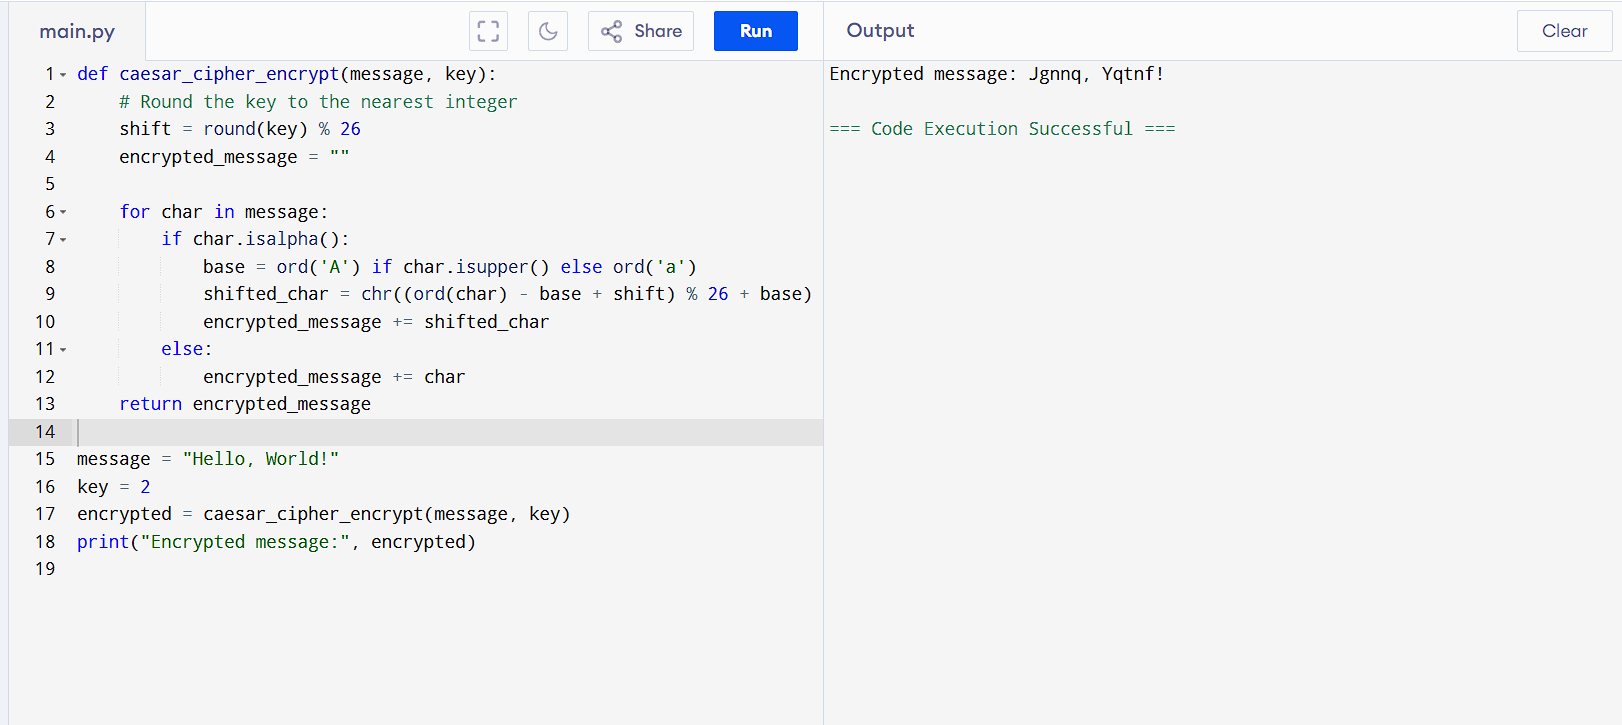 main.py
Share
Run
Output
Clear
1 def caesar_cipher_encrypt(message, key):
2     # Round the key to the nearest integer
3     shift = round(key) % 26
4     encrypted_message = ""
5
6     for char in message:
7         if char.isalpha():
8             base = ord('A') if char.isupper() else ord('a')
9             shifted_char = chr((ord(char) - base + shift) % 26 + base)
10             encrypted_message += shifted_char
11         else:
12             encrypted_message += char
13     return encrypted_message
14
15 message = "Hello, World!"
16 key = 2
17 encrypted = caesar_cipher_encrypt(message, key)
18 print("Encrypted message:", encrypted)
19
Encrypted message: Jgnnq, Yqtnf!
=== Code Execution Successful ===